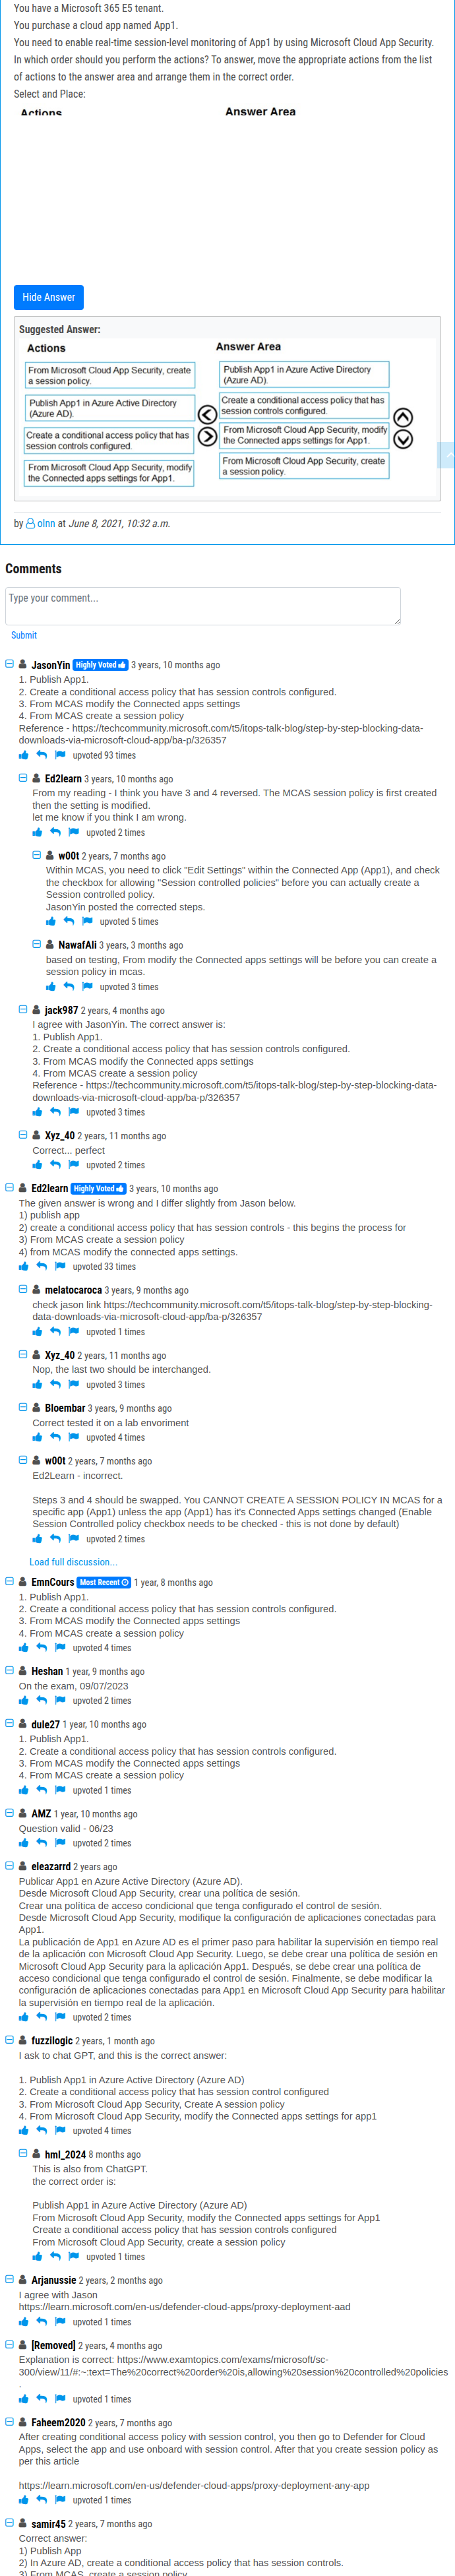 You have a Microsoft 365 E5 tenant.
You purchase a cloud app named App1.
You need to enable real-time session-level monitoring of App1 by using Microsoft Cloud App Security.
In which order should you perform the actions? To answer, move the appropriate actions from the list
of actions to the answer area and arrange them in the correct order.
Select and Place:
Actions
Answer Area
Hide Answer
Suggested Answer:
Actions
Answer Area
From Microsoft Cloud App Security, create
a session policy.
Publish App1 in Azure Active Directory
(Azure AD).
Create a conditional access policy that has
session controls configured.
From Microsoft Cloud App Security, modify
the Connected apps settings for App1.
Publish App1 in Azure Active Directory
(Azure AD).
Create a conditional access policy that has
session controls configured.
From Microsoft Cloud App Security, modify
the Connected apps settings for App1.
From Microsoft Cloud App Security, create
a session policy.
by olnn at June 8, 2021, 10:32 a.m.
Comments
Type your comment...
Submit
JasonYin Highly Voted 3 years, 10 months ago
1. Publish App1.
2. Create a conditional access policy that has session controls configured.
3. From MCAS modify the Connected apps settings
4. From MCAS create a session policy
Reference - https://techcommunity.microsoft.com/t5/itops-talk-blog/step-by-step-blocking-data-
downloads-via-microsoft-cloud-app/ba-p/326357
upvoted 93 times
Ed2learn 3 years, 10 months ago
From my reading - I think you have 3 and 4 reversed. The MCAS session policy is first created
then the setting is modified.
let me know if you think I am wrong.
upvoted 2 times
w00t 2 years, 7 months ago
Within MCAS, you need to click "Edit Settings" within the Connected App (App1), and check
the checkbox for allowing "Session controlled policies" before you can actually create a
Session controlled policy.
JasonYin posted the corrected steps.
upvoted 5 times
NawafAli 3 years, 3 months ago
based on testing, From modify the Connected apps settings will be before you can create a
session policy in mcas.
upvoted 3 times
jack987 2 years, 4 months ago
I agree with JasonYin. The correct answer is:
1. Publish App1.
2. Create a conditional access policy that has session controls configured.
3. From MCAS modify the Connected apps settings
4. From MCAS create a session policy
Reference - https://techcommunity.microsoft.com/t5/itops-talk-blog/step-by-step-blocking-data-
downloads-via-microsoft-cloud-app/ba-p/326357
upvoted 3 times
Xyz_40 2 years, 11 months ago
Correct... perfect
upvoted 2 times
Ed2learn Highly Voted 3 years, 10 months ago
The given answer is wrong and I differ slightly from Jason below.
1) publish app
2) create a conditional access policy that has session controls - this begins the process for
3) From MCAS create a session policy
4) from MCAS modify the connected apps settings.
upvoted 33 times
melatocaroca 3 years, 9 months ago
check jason link https://techcommunity.microsoft.com/t5/itops-talk-blog/step-by-step-blocking-
data-downloads-via-microsoft-cloud-app/ba-p/326357
upvoted 1 times
Xyz_40 2 years, 11 months ago
Nop, the last two should be interchanged.
upvoted 3 times
Bloembar 3 years, 9 months ago
Correct tested it on a lab envoriment
upvoted 4 times
w00t 2 years, 7 months ago
Ed2Learn - incorrect.
Steps 3 and 4 should be swapped. You CANNOT CREATE A SESSION POLICY IN MCAS for a
specific app (App1) unless the app (App1) has it's Connected Apps settings changed (Enable
Session Controlled policy checkbox needs to be checked - this is not done by default)
upvoted 2 times
Load full discussion...
EmnCours Most Recent 1 year, 8 months ago
1. Publish App1.
2. Create a conditional access policy that has session controls configured.
3. From MCAS modify the Connected apps settings
4. From MCAS create a session policy
upvoted 4 times
Heshan 1 year, 9 months ago
On the exam, 09/07/2023
upvoted 2 times
dule27 1 year, 10 months ago
1. Publish App1.
2. Create a conditional access policy that has session controls configured.
3. From MCAS modify the Connected apps settings
4. From MCAS create a session policy
upvoted 1 times
AMZ 1 year, 10 months ago
Question valid - 06/23
upvoted 2 times
eleazarrd 2 years ago
Publicar App1 en Azure Active Directory (Azure AD).
Desde Microsoft Cloud App Security, crear una política de sesión.
Crear una política de acceso condicional que tenga configurado el control de sesión.
Desde Microsoft Cloud App Security, modifique la configuración de aplicaciones conectadas para
App1.
La publicación de App1 en Azure AD es el primer paso para habilitar la supervisión en tiempo real
de la aplicación con Microsoft Cloud App Security. Luego, se debe crear una política de sesión en
Microsoft Cloud App Security para la aplicación App1. Después, se debe crear una política de
acceso condicional que tenga configurado el control de sesión. Finalmente, se debe modificar la
configuración de aplicaciones conectadas para App1 en Microsoft Cloud App Security para habilitar
la supervisión en tiempo real de la aplicación.
upvoted 2 times
fuzzilogic 2 years, 1 month ago
I ask to chat GPT, and this is the correct answer:
1. Publish App1 in Azure Active Directory (Azure AD)
2. Create a conditional access policy that has session control configured
3. From Microsoft Cloud App Security, Create A session policy
4. From Microsoft Cloud App Security, modify the Connected apps settings for app1
upvoted 4 times
hml_2024 8 months ago
This is also from ChatGPT.
the correct order is:
Publish App1 in Azure Active Directory (Azure AD)
From Microsoft Cloud App Security, modify the Connected apps settings for App1
Create a conditional access policy that has session controls configured
From Microsoft Cloud App Security, create a session policy
upvoted 1 times
Arjanussie 2 years, 2 months ago
I agree with Jason
https://learn.microsoft.com/en-us/defender-cloud-apps/proxy-deployment-aad
upvoted 1 times
[Removed] 2 years, 4 months ago
Explanation is correct: https://www.examtopics.com/exams/microsoft/sc-
300/view/11/#:~:text=The%20correct%20order%20is,allowing%20session%20controlled%20policies
.
upvoted 1 times
Faheem2020 2 years, 7 months ago
After creating conditional access policy with session control, you then go to Defender for Cloud
Apps, select the app and use onboard with session control. After that you create session policy as
per this article
https://learn.microsoft.com/en-us/defender-cloud-apps/proxy-deployment-any-app
upvoted 1 times
samir45 2 years, 7 months ago
Correct answer:
1) Publish App
2) In Azure AD, create a conditional access policy that has session controls.
3) From MCAS, create a session policy